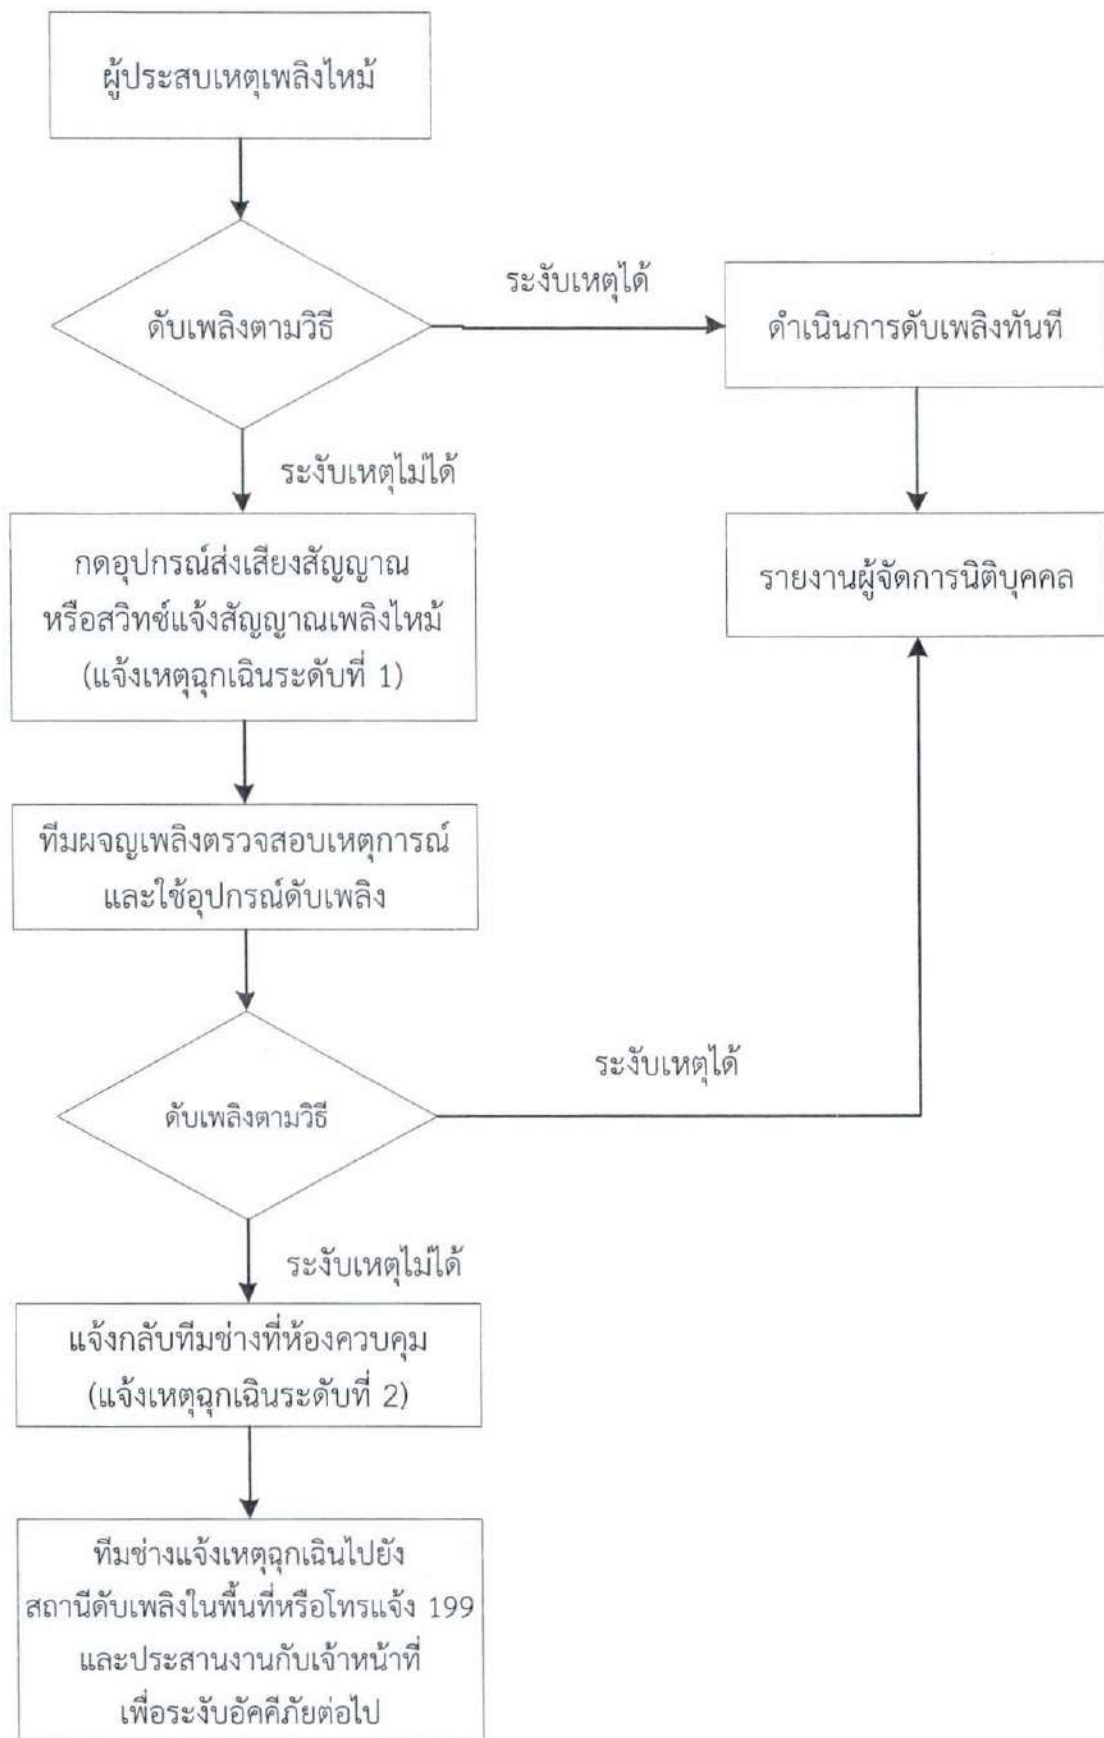 ผู้ประสบเหตุเพลิงไหม้
ระงับเหตุได้
ดับเพลิงตามวิธี
ดำเนินการดับเพลิงทันที
ระงับเหตุไม่ได้
กดอุปกรณ์ส่งเสียงสัญญาณ
หรือสวิทซ์แจ้งสัญญาณเพลิงไหม้
(แจ้งเหตุฉุกเฉินระดับที่ 1)
รายงานผู้จัดการนิติบุคคล
ทีมผจญเพลิงตรวจสอบเหตุการณ์
และใช้อุปกรณ์ดับเพลิง
ระงับเหตุได้
ดับเพลิงตามวิธี
ระงับเหตุไม่ได้
แจ้งกลับทีมช่างที่ห้องควบคุม
(แจ้งเหตุฉุกเฉินระดับที่ 2)
ทีมช่างแจ้งเหตุฉุกเฉินไปยัง
สถานีดับเพลิงในพื้นที่หรือโทรแจ้ง 199
และประสานงานกับเจ้าหน้าที่
เพื่อระงับอัคคีภัยต่อไป